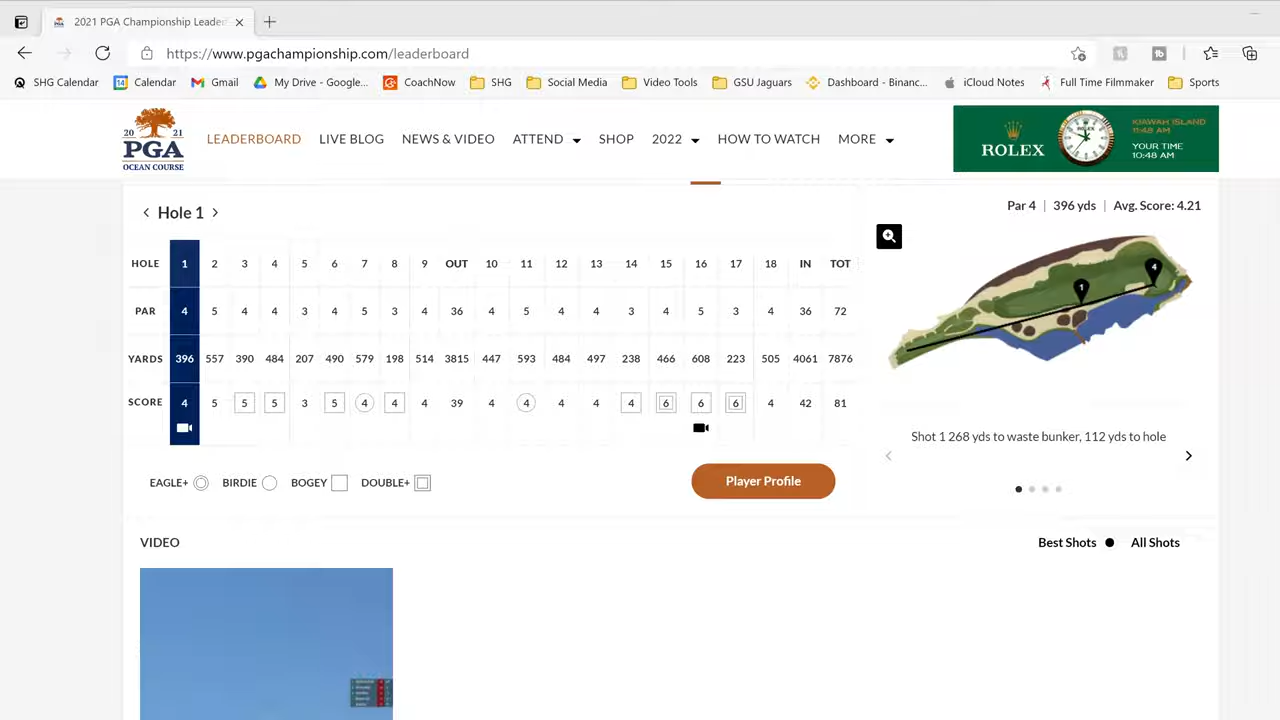 2021 PGA Championship Leader
https://www.pgachampionship.com/leaderboard
SHG Calendar 14 Calendar Gmail My Drive - Google... CoachNow SHG Social Media Video Tools GSU Jaguars Dashboard - Binanc... iCloud Notes Full Time Filmmaker Sports
20 21
PGA
OCEAN COURSE
LEADERBOARD LIVE BLOG NEWS & VIDEO ATTEND SHOP 2022 HOW TO WATCH MORE
ROLEX
KIAWAH ISLAND
11:48 AM
YOUR TIME
10:48 AM
< Hole 1 >
Par 4 | 396 yds | Avg. Score: 4.21
HOLE 1 2 3 4 5 6 7 8 9 OUT 10 11 12 13 14 15 16 17 18 IN TOT
PAR 4 5 4 4 3 4 5 3 4 36 4 5 4 4 3 4 5 3 4 36 72
YARDS 396 557 390 484 207 490 579 198 514 3815 447 593 484 497 238 466 608 223 505 4061 7876
SCORE 4 5 5 5 3 5 4 4 4 39 4 4 4 4 4 6 6 6 4 42 81
1 4
Shot 1 268 yds to waste bunker, 112 yds to hole
EAGLE+ BIRDIE BOGEY DOUBLE+
Player Profile
VIDEO
Best Shots All Shots